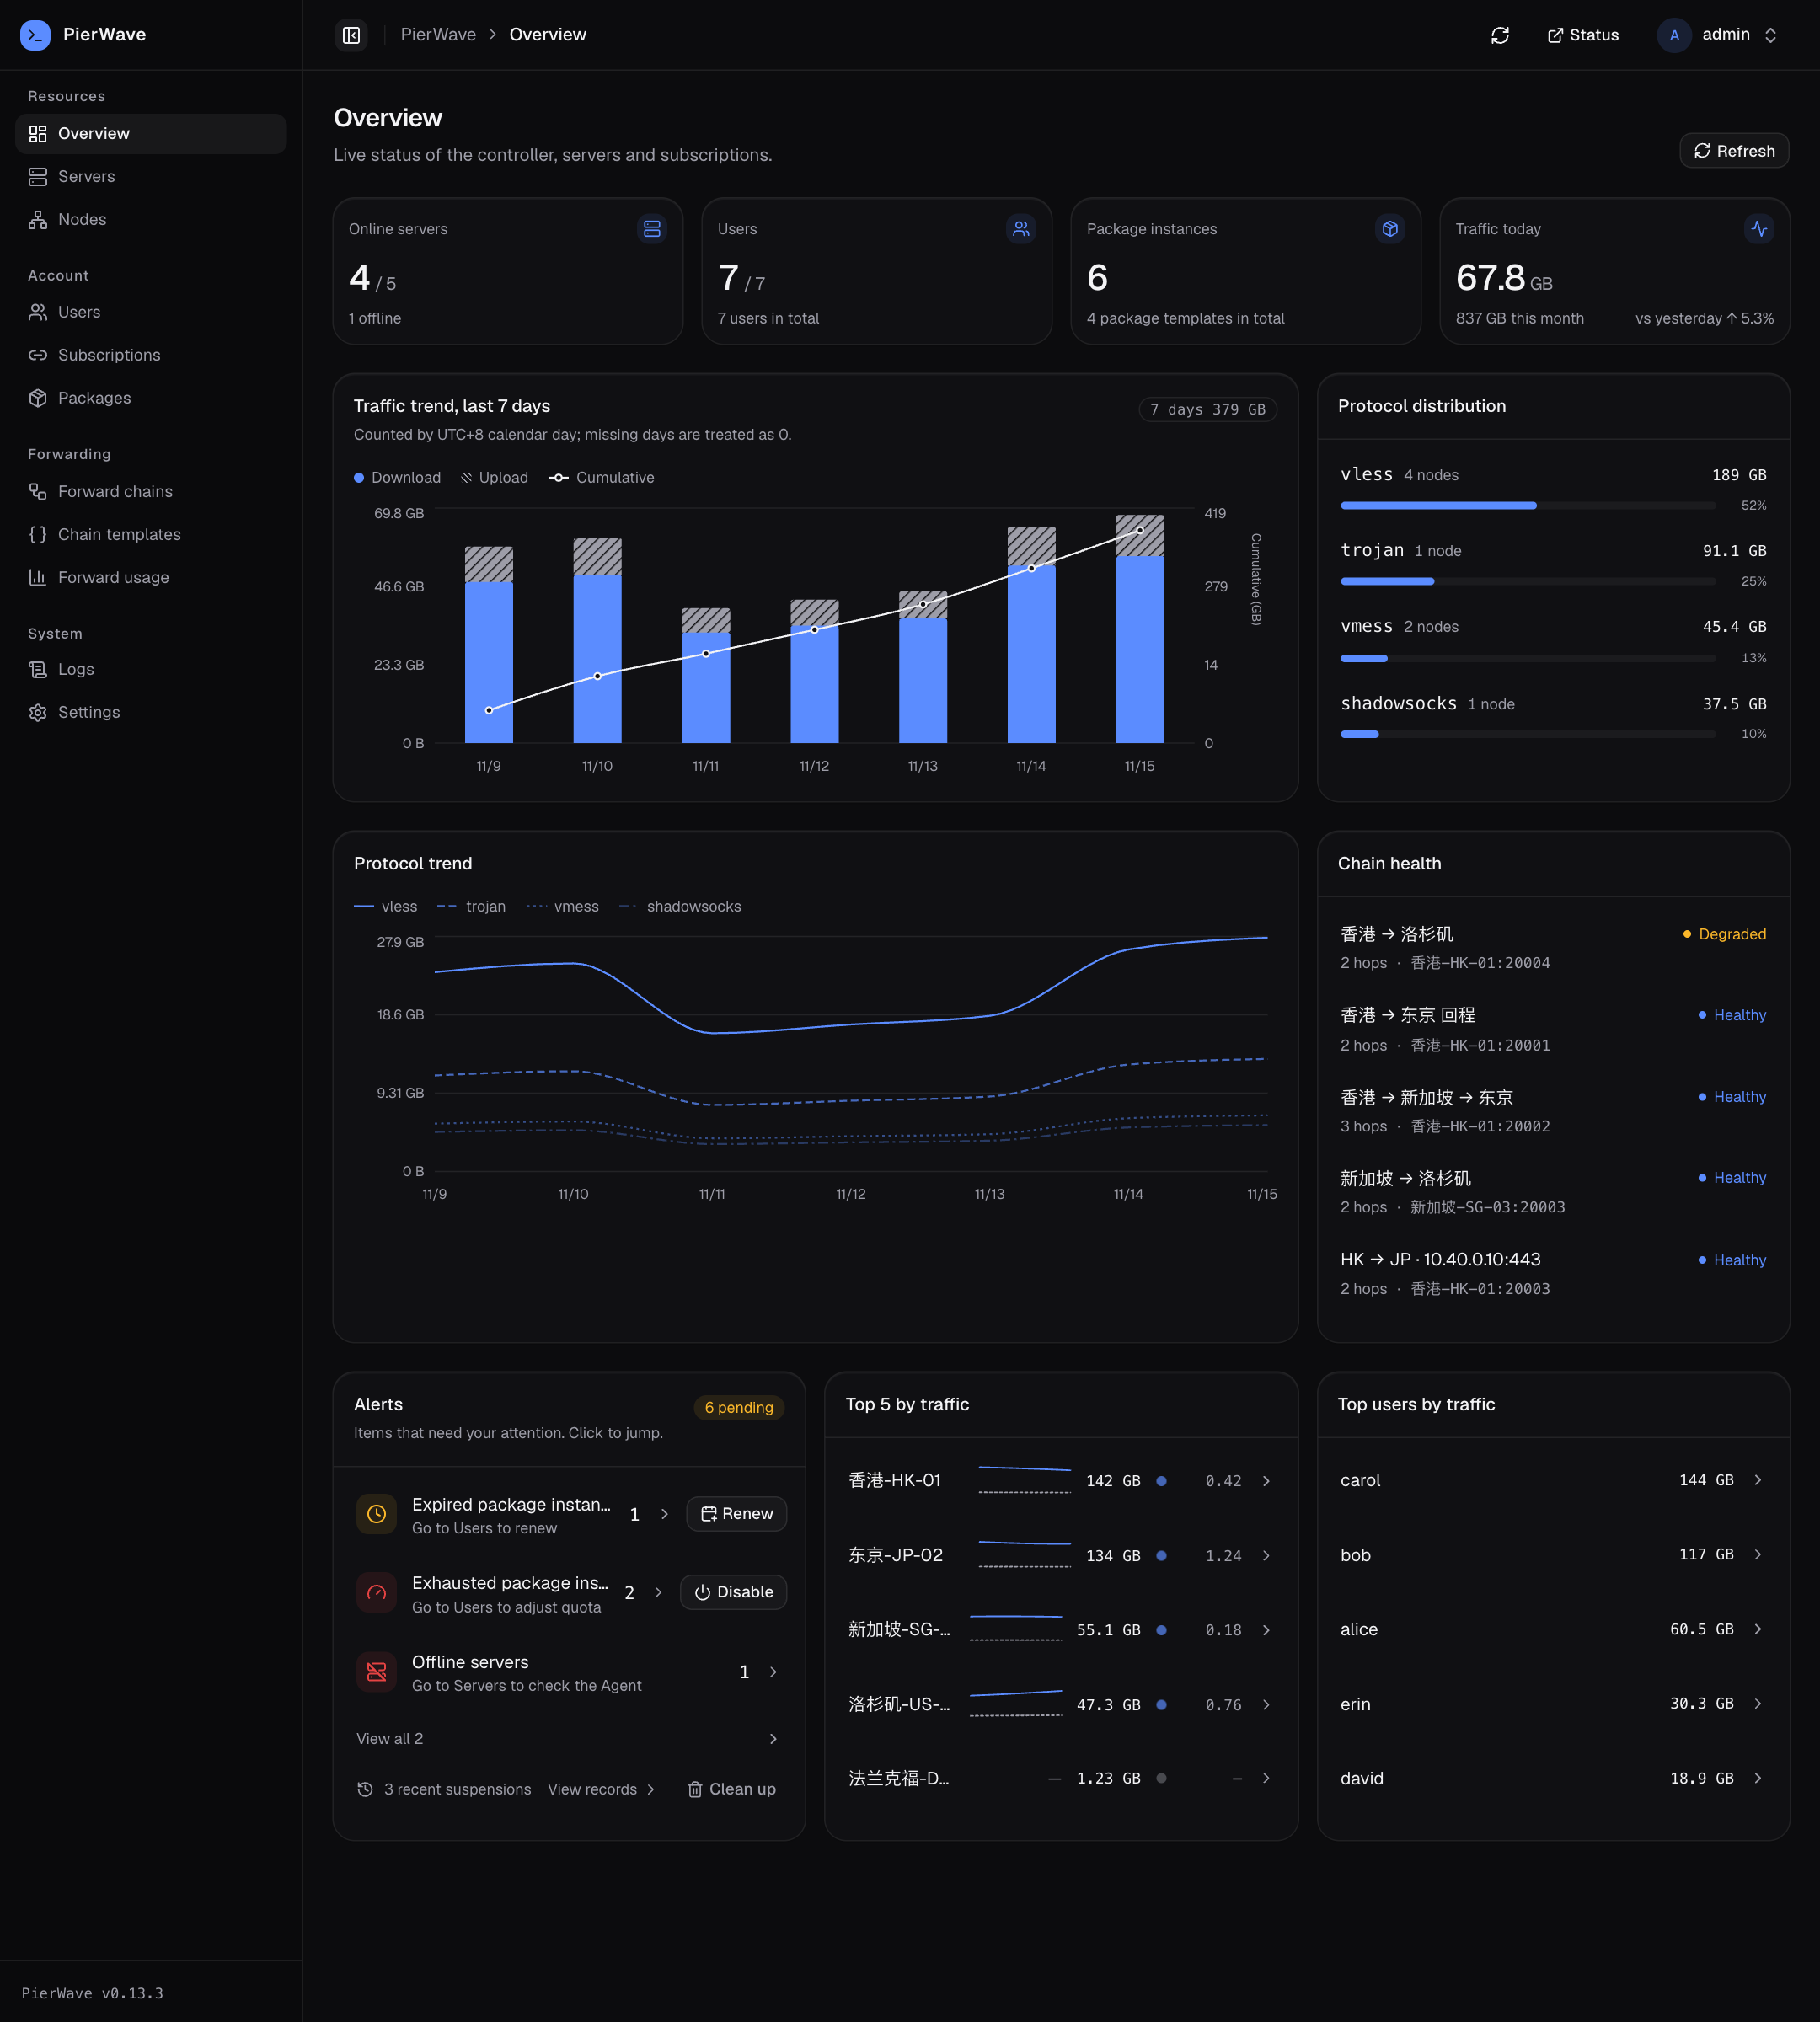 PierWave
PierWave > Overview
Status
A admin
Resources
Overview
Servers
Nodes
Account
Users
Subscriptions
Packages
Forwarding
Forward chains
Chain templates
Forward usage
System
Logs
Settings
PierWave v0.13.3
Overview
Live status of the controller, servers and subscriptions.
Refresh
Online servers
4 / 5
1 offline
Users
7 / 7
7 users in total
Package instances
6
4 package templates in total
Traffic today
67.8 GB
837 GB this month vs yesterday ↑ 5.3%
Traffic trend, last 7 days
7 days 379 GB
Counted by UTC+8 calendar day; missing days are treated as 0.
Download Upload Cumulative
69.8 GB
46.6 GB
23.3 GB
0 B
419
279
14
0
Cumulative (GB)
11/9 11/10 11/11 11/12 11/13 11/14 11/15
Protocol distribution
vless 4 nodes 189 GB
52%
trojan 1 node 91.1 GB
25%
vmess 2 nodes 45.4 GB
13%
shadowsocks 1 node 37.5 GB
10%
Protocol trend
vless trojan vmess shadowsocks
27.9 GB
18.6 GB
9.31 GB
0 B
11/9 11/10 11/11 11/12 11/13 11/14 11/15
Chain health
香港 → 洛杉矶 Degraded
2 hops · 香港-HK-01:20004
香港 → 东京 回程 Healthy
2 hops · 香港-HK-01:20001
香港 → 新加坡 → 东京 Healthy
3 hops · 香港-HK-01:20002
新加坡 → 洛杉矶 Healthy
2 hops · 新加坡-SG-03:20003
HK → JP · 10.40.0.10:443 Healthy
2 hops · 香港-HK-01:20003
Alerts
6 pending
Items that need your attention. Click to jump.
Expired package instan... 1 Renew
Go to Users to renew
Exhausted package ins... 2 Disable
Go to Users to adjust quota
Offline servers 1
Go to Servers to check the Agent
View all 2
3 recent suspensions View records Clean up
Top 5 by traffic
香港-HK-01 142 GB 0.42
东京-JP-02 134 GB 1.24
新加坡-SG-... 55.1 GB 0.18
洛杉矶-US-... 47.3 GB 0.76
法兰克福-D... — 1.23 GB –
Top users by traffic
carol 144 GB
bob 117 GB
alice 60.5 GB
erin 30.3 GB
david 18.9 GB